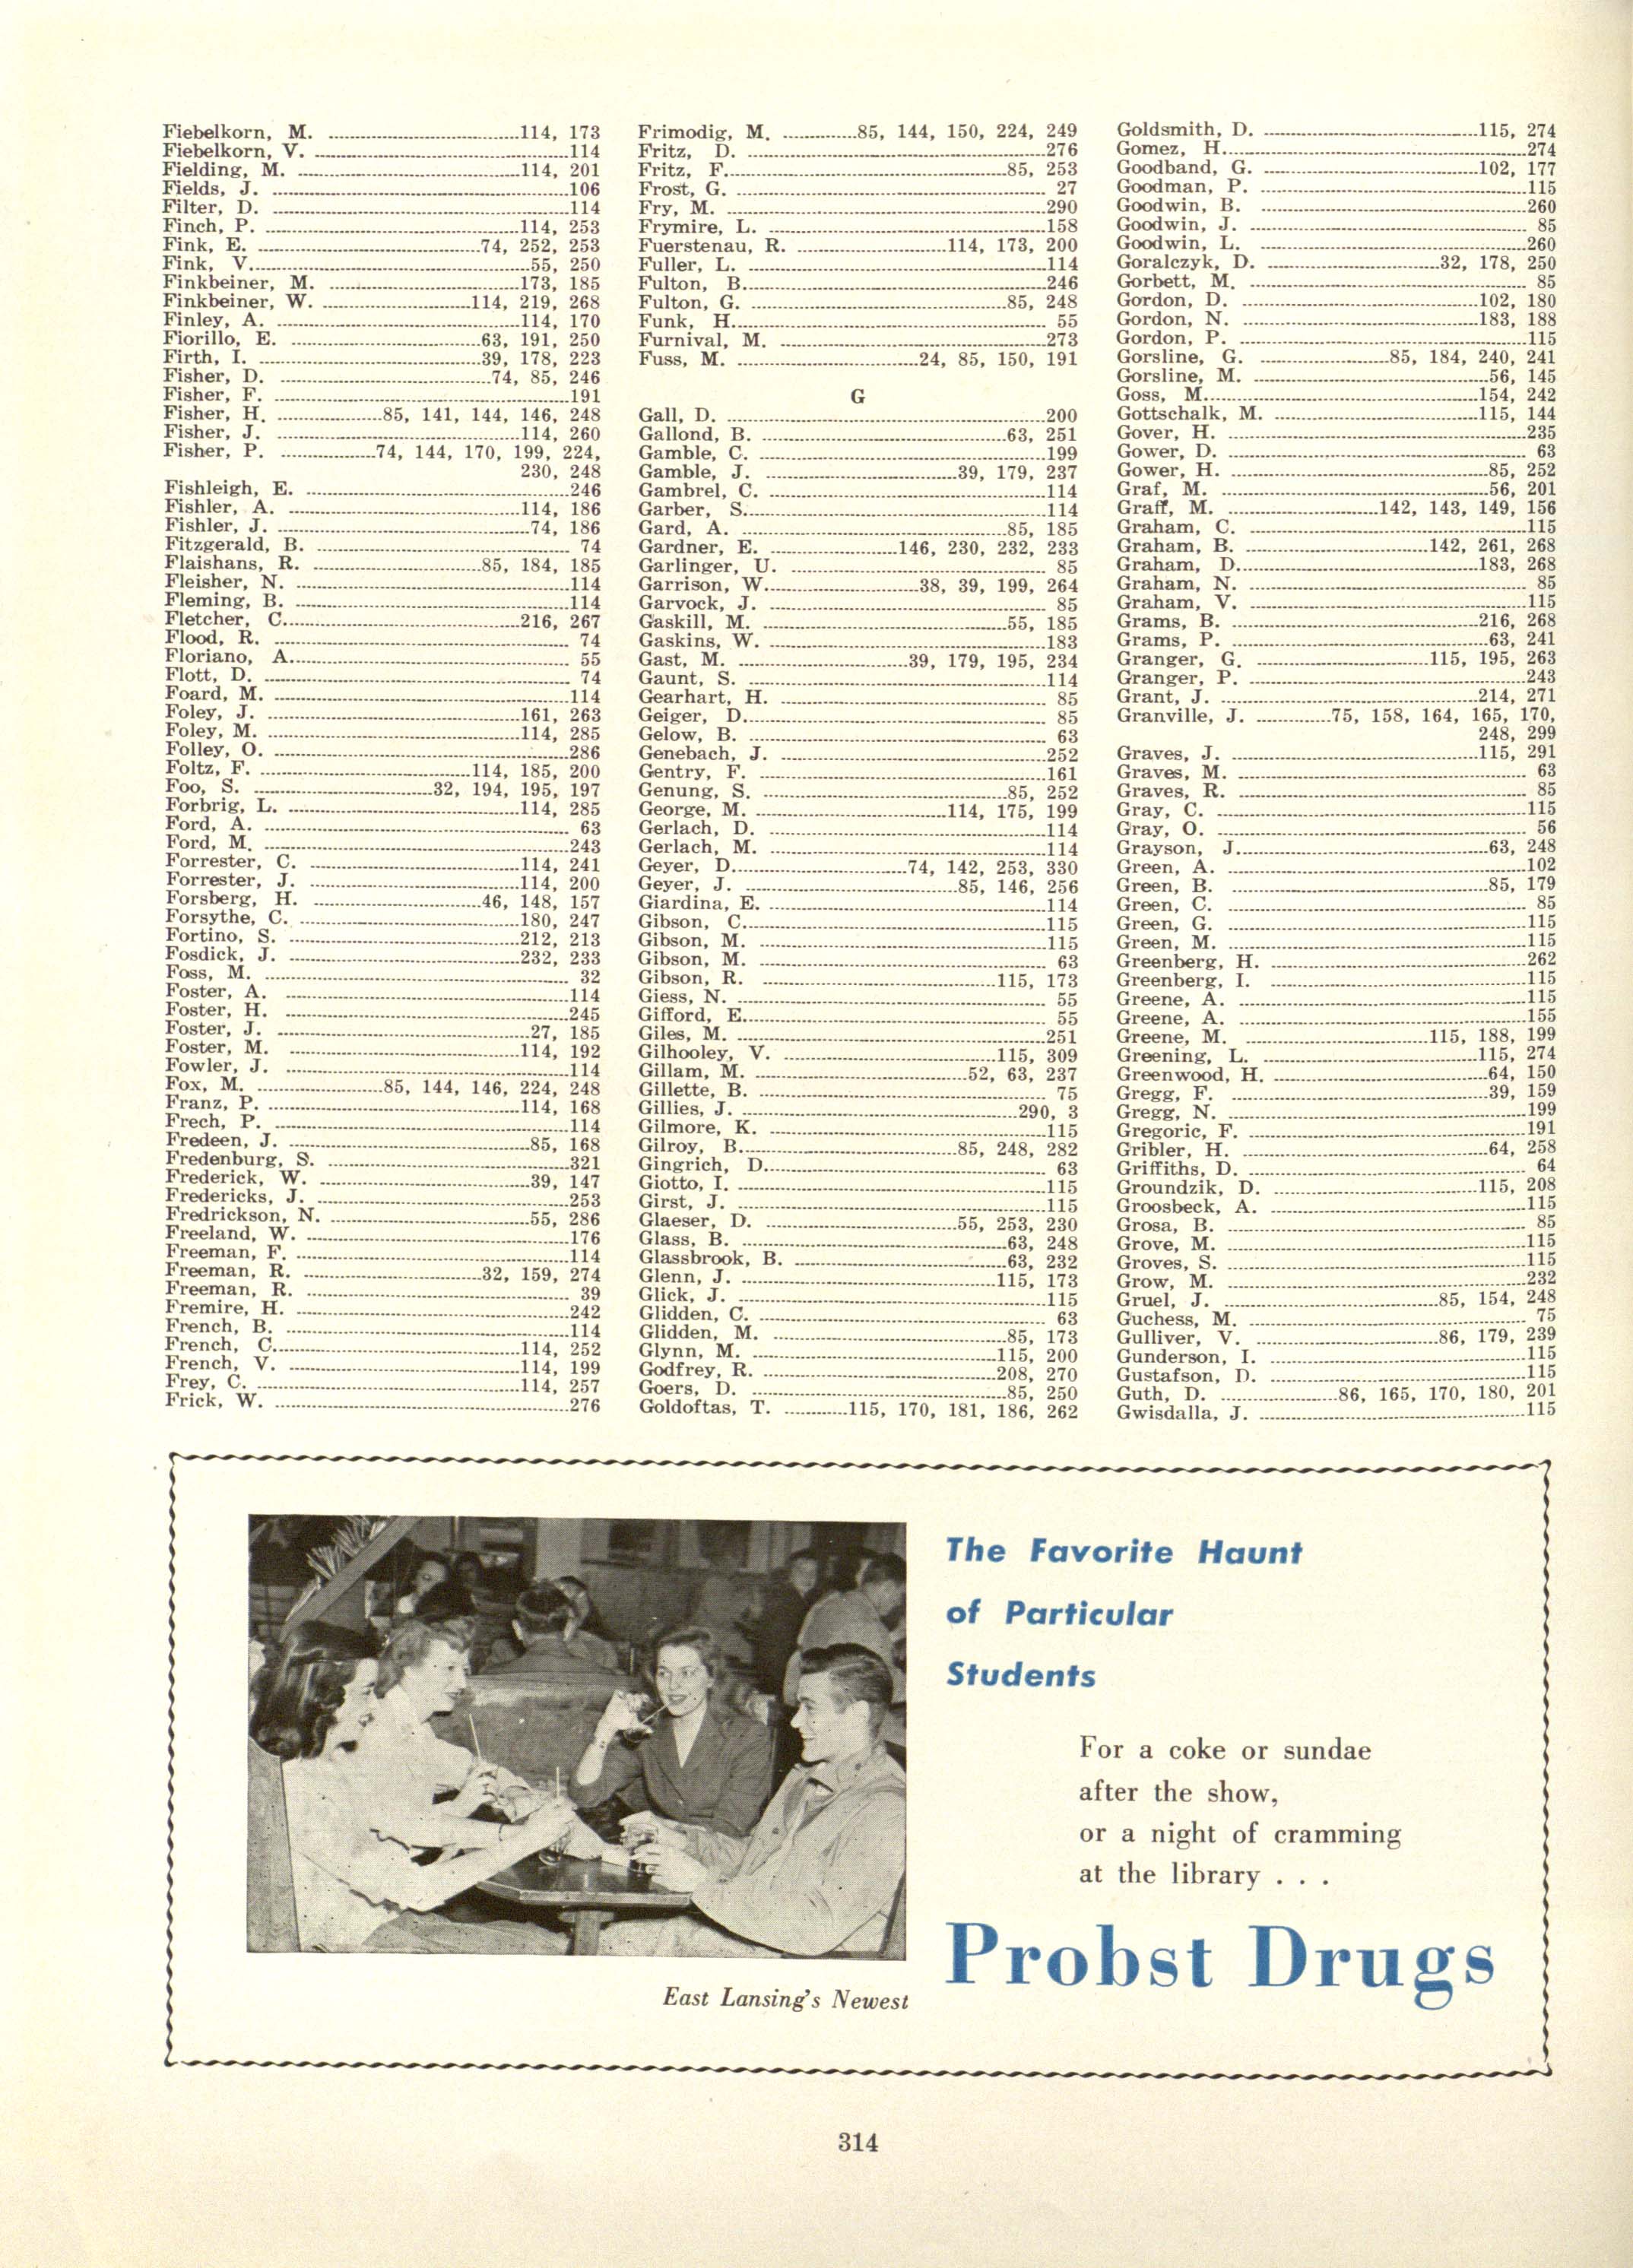 Fiebelkorn, M. 114, 173
Fiebelkorn, V. 114
Fielding, M. 114, 201
Fields, J. 106
Filter, D. 114
Finch, P. 114, 253
Fink, E. 74, 252, 253
Fink, V. 55, 250
Finkbeiner, M. 173, 185
Finkbeiner, W. 114, 219, 268
Finley, A. 114, 170
Fiorillo, E. 63, 191, 250
Firth, I. 39, 178, 223
Fisher, D. 74, 85, 246
Fisher, F. 191
Fisher, H. 85, 141, 144, 146, 248
Fisher, J. 114, 260
Fisher, P. 74, 144, 170, 199, 224,
230, 248
Fishleigh, E. 246
Fishler, A. 114, 186
Fishler, J. 74, 186
Fitzgerald, B. 74
Flaishans, R. 85, 184, 185
Fleisher, N. 114
Fleming, B. 114
Fletcher, C. 216, 267
Flood, R. 74
Floriano, A. 55
Flott, D. 74
Foard, M. 114
Foley, J. 161, 263
Foley, M. 114, 285
Folley, O. 286
Foltz, F. 114, 185, 200
Foo, S. 32, 194, 195, 197
Forbrig, L. 114, 285
Ford, A. 63
Ford, M. 243
Forrester, C. 114, 241
Forrester, J. 114, 200
Forsberg, H. 46, 148, 157
Forsythe, C. 180, 247
Fortino, S. 212, 213
Fosdick, J. 232, 233
Foss, M. 32
Foster, A. 114
Foster, H. 245
Foster, J. 27, 185
Foster, M. 114, 192
Fowler, J. 114
Fox, M. 85, 144, 146, 224, 248
Franz, P. 114, 168
Frech, P. 114
Fredeen, J. 85, 168
Fredenburg, S. 321
Frederick, W. 39, 147
Fredericks, J. 253
Fredrickson, N. 55, 286
Freeland, W. 176
Freeman, F. 114
Freeman, R. 32, 159, 274
Freeman, R. 39
Fremire, H. 242
French, B. 114
French, C. 114, 252
French, V. 114, 199
Frey, C. 114, 257
Frick, W. 276
Frimodig, M. 85, 144, 150, 224, 249
Fritz, D. 276
Fritz, F. 85, 253
Frost, G. 27
Fry, M. 290
Frymire, L. 158
Fuerstenau, R. 114, 173, 200
Fuller, L. 114
Fulton, B. 246
Fulton, G. 85, 248
Funk, H. 55
Furnival, M. 273
Fuss, M. 24, 85, 150, 191
G
Gall, D. 200
Gallond, B. 63, 251
Gamble, C. 199
Gamble, J. 39, 179, 237
Gambrel, C. 114
Garber, S. 114
Gard, A. 85, 185
Gardner, E. 146, 230, 232, 233
Garlinger, U. 85
Garrison, W. 38, 39, 199, 264
Garvock, J. 85
Gaskill, M. 55, 185
Gaskins, W. 183
Gast, M. 39, 179, 195, 234
Gaunt, S. 114
Gearhart, H. 85
Geiger, D. 85
Gelow, B. 63
Genebach, J. 252
Gentry, F. 161
Genung, S. 85, 252
George, M. 114, 175, 199
Gerlach, D. 114
Gerlach, M. 114
Geyer, D. 74, 142, 253, 330
Geyer, J. 85, 146, 256
Giardina, E. 114
Gibson, C. 115
Gibson, M. 115
Gibson, M. 63
Gibson, R. 115, 173
Giess, N. 55
Gifford, E. 55
Giles, M. 251
Gilhooley, V. 115, 309
Gillam, M. 52, 63, 237
Gillette, B. 75
Gillies, J. 290, 3
Gilmore, K. 115
Gilroy, B. 85, 248, 282
Gingrich, D. 63
Giotto, I. 115
Girst, J. 115
Glaeser, D. 55, 253, 230
Glass, B. 63, 248
Glassbrook, B. 63, 232
Glenn, J. 115, 173
Glick, J. 115
Glidden, C. 63
Glidden, M. 85, 173
Glynn, M. 115, 200
Godfrey, R. 208, 270
Goers, D. 85, 250
Goldoftas, T. 115, 170, 181, 186, 262
Goldsmith, D. 115, 274
Gomez, H. 274
Goodband, G. 102, 177
Goodman, P. 115
Goodwin, B. 260
Goodwin, J. 85
Goodwin, L. 260
Goralczyk, D. 32, 178, 250
Gorbett, M. 85
Gordon, D. 102, 180
Gordon, N. 183, 188
Gordon, P. 115
Gorsline, G. 85, 184, 240, 241
Gorsline, M. 56, 145
Goss, M. 154, 242
Gottschalk, M. 115, 144
Gover, H. 235
Gower, D. 63
Gower, H. 85, 252
Graf, M. 56, 201
Graff, M. 142, 143, 149, 156
Graham, C. 115
Graham, B. 142, 261, 268
Graham, D. 183, 268
Graham, N. 85
Graham, V. 115
Grams, B. 216, 268
Grams, P. 63, 241
Granger, G. 115, 195, 263
Granger, P. 243
Grant, J. 214, 271
Granville, J. 75, 158, 164, 165, 170,
248, 299
Graves, J. 115, 291
Graves, M. 63
Graves, R. 85
Gray, C. 115
Gray, O. 56
Grayson, J. 63, 248
Green, A. 102
Green, B. 85, 179
Green, C. 85
Green, G. 115
Green, M. 115
Greenberg, H. 262
Greenberg, I. 115
Greene, A. 115
Greene, A. 155
Greene, M. 115, 188, 199
Greening, L. 115, 274
Greenwood, H. 64, 150
Gregg, F. 39, 159
Gregg, N. 199
Gregoric, F. 191
Gribler, H. 64, 258
Griffiths, D. 64
Groundzik, D. 115, 208
Groosbeck, A. 115
Grosa, B. 85
Grove, M. 115
Groves, S. 115
Grow, M. 232
Gruel, J. 85, 154, 248
Guchess, M. 75
Gulliver, V. 86, 179, 239
Gunderson, I. 115
Gustafson, D. 115
Guth, D. 86, 165, 170, 180, 201
Gwisdalla, J. 115
The Favorite Haunt
of Particular
Students
For a coke or sundae
after the show,
or a night of cramming
at the library . . .
Probst Drugs
East Lansing's Newest
314